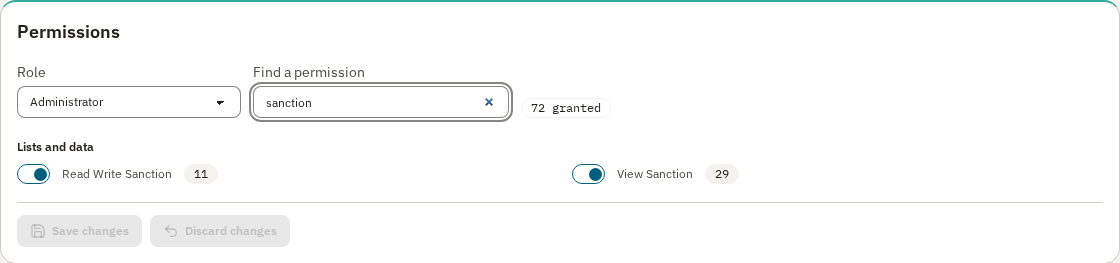 Permissions
Role
Find a permission
Administrator
sanction
72 granted
Lists and data
Read Write Sanction 11
View Sanction 29
Save changes
Discard changes